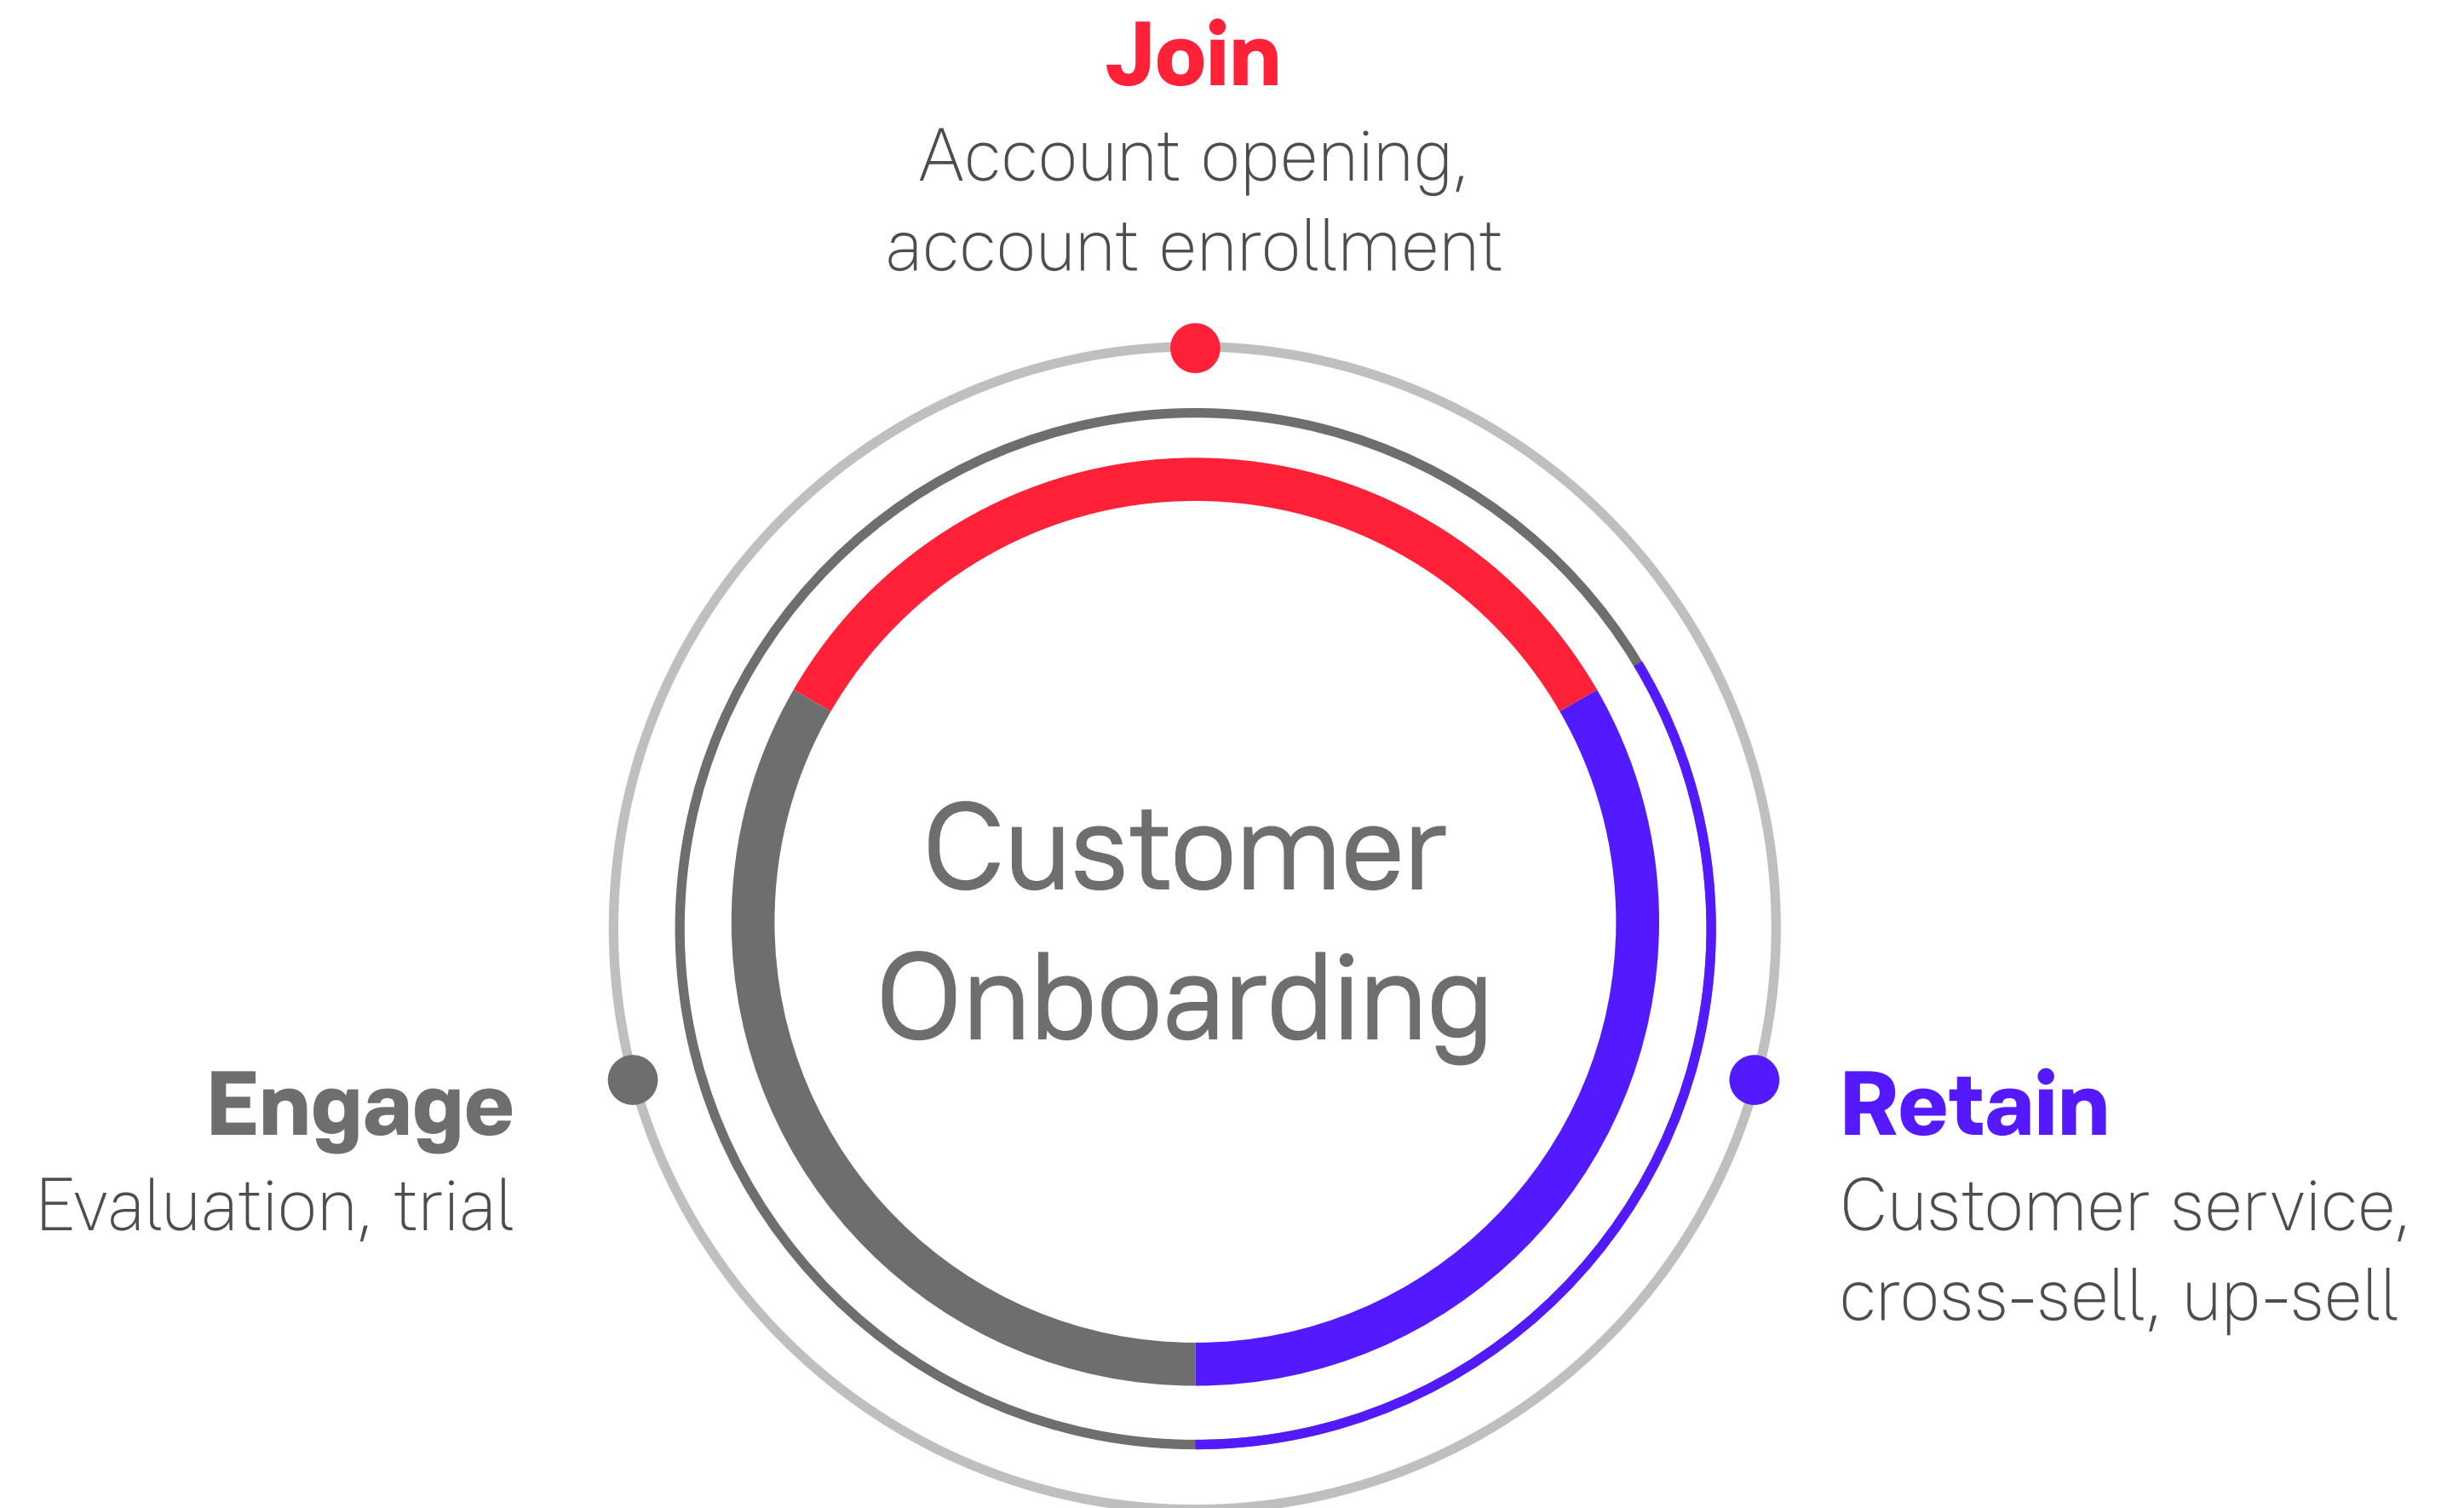 Join
Account opening,
account enrollment
Customer
Onboarding
Engage
Evaluation, trial
Retain
Customer service,
cross-sell, up-sell